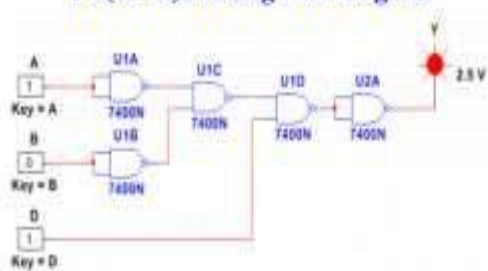 Y
2.5 V
A
1
Key = A
U1A
7400N
U1C
7400N
U1D
7400N
U2A
7400N
B
0
Key = B
U1B
7400N
D
1
Key = D